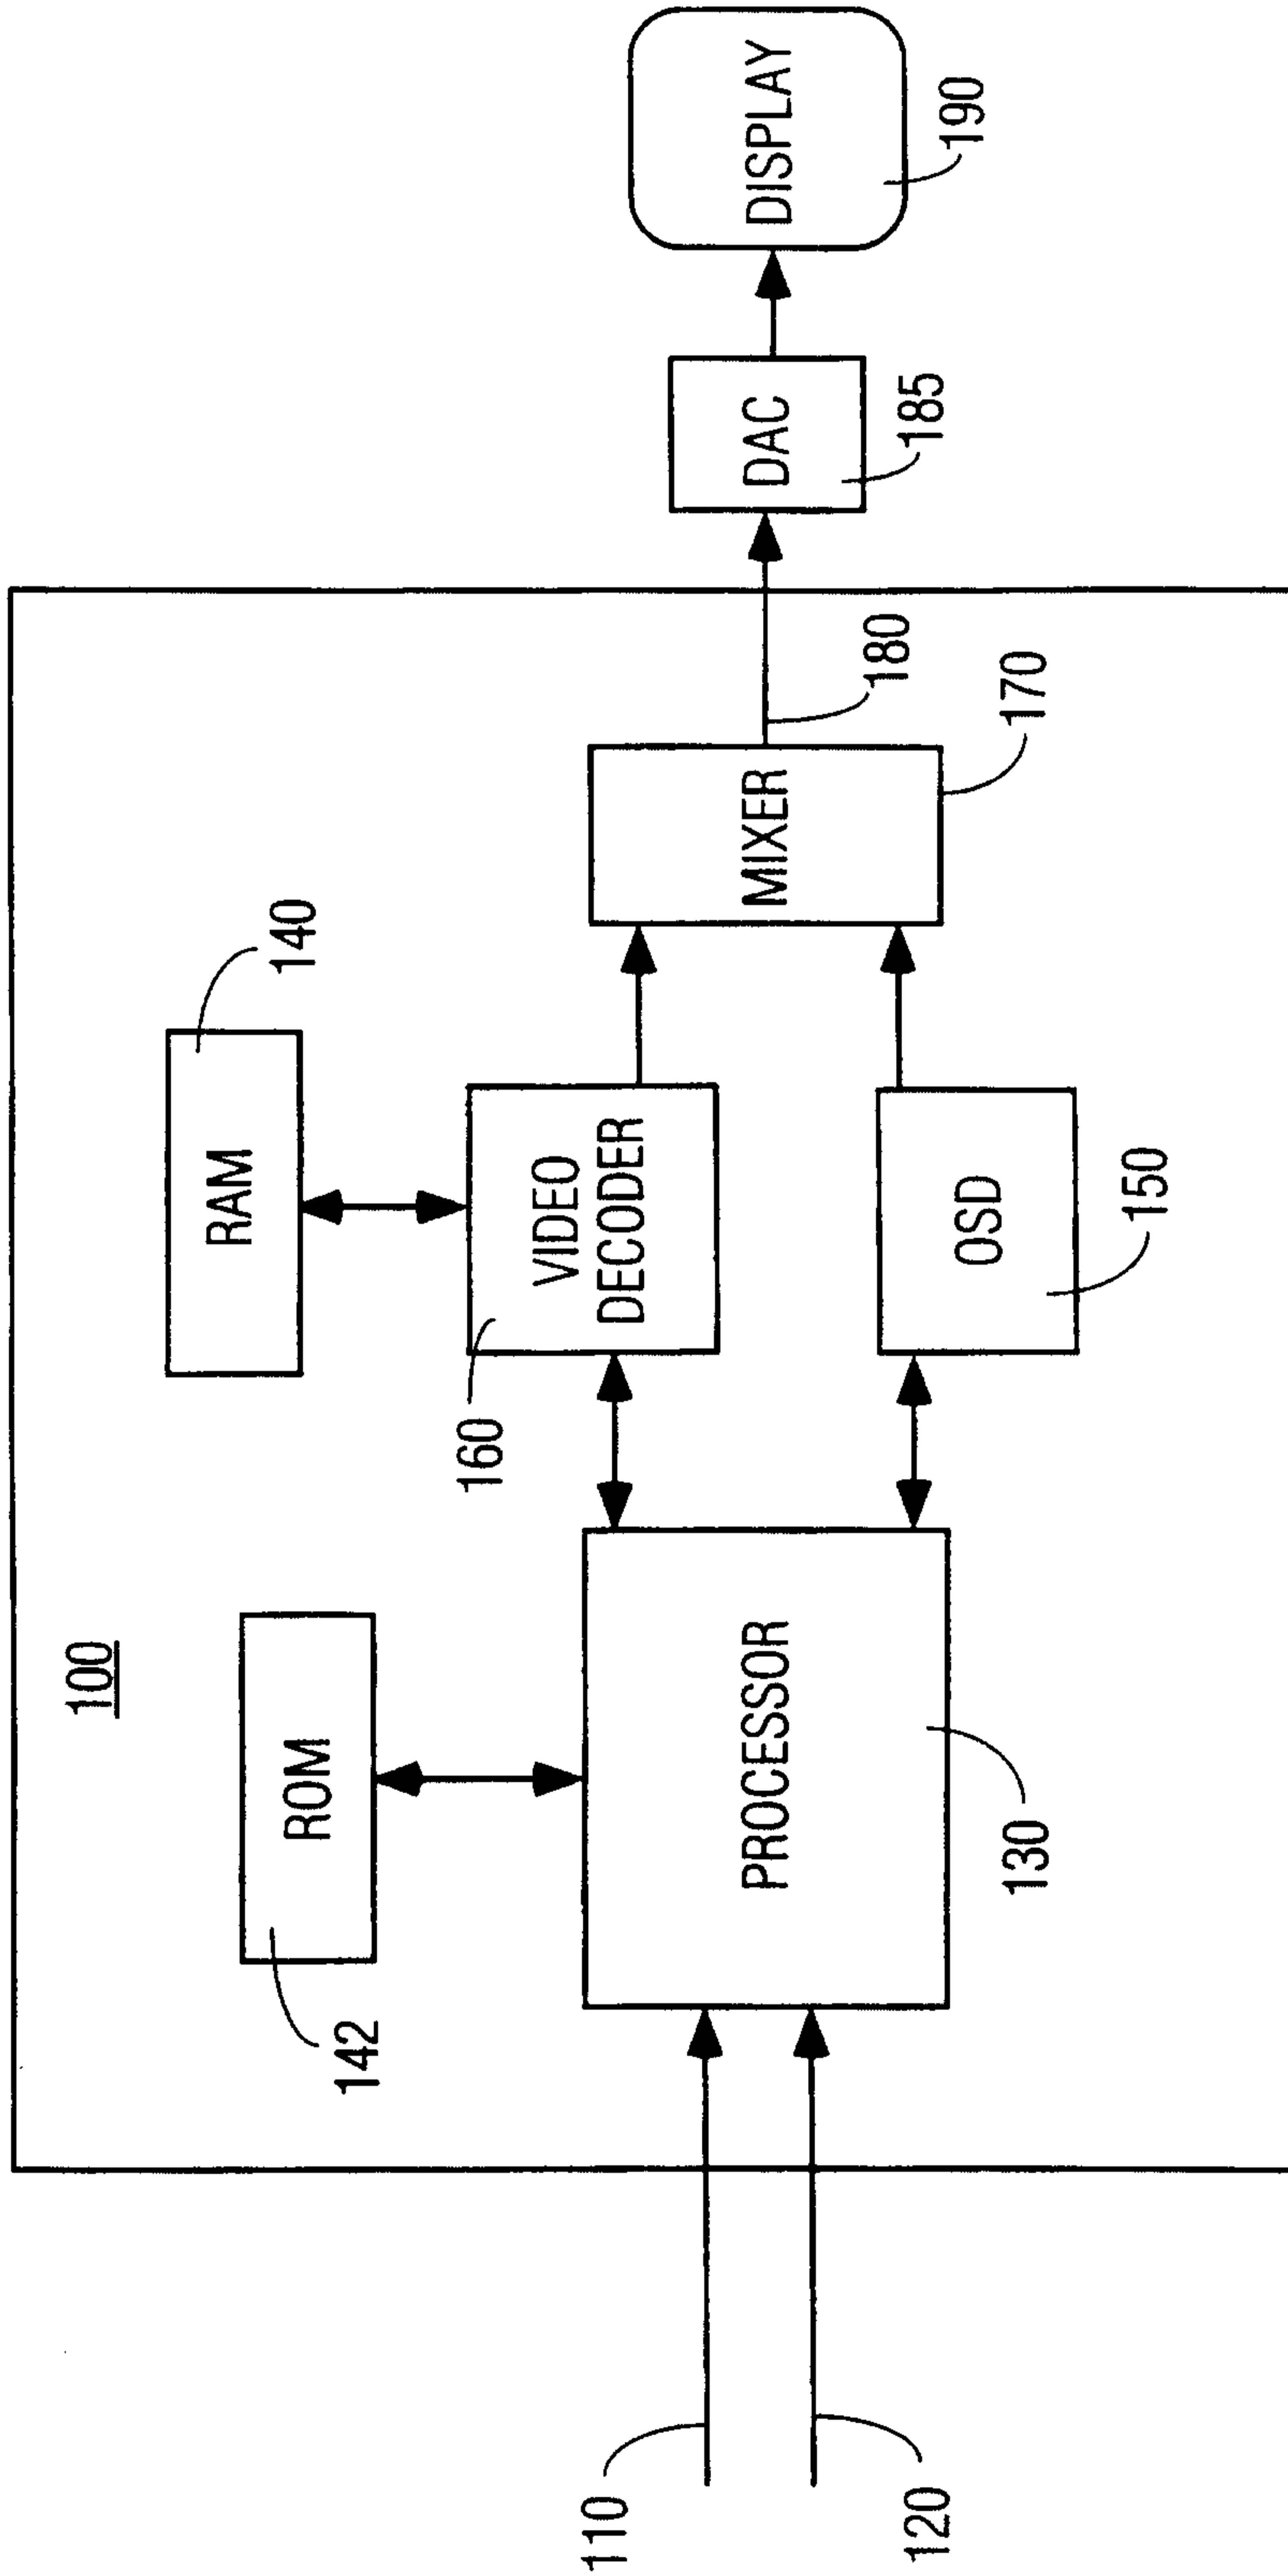 100
ROM
142
RAM
140
110
120
PROCESSOR
130
160
VIDEO
DECODER
OSD
150
MIXER
170
180
DAC
185
DISPLAY
190